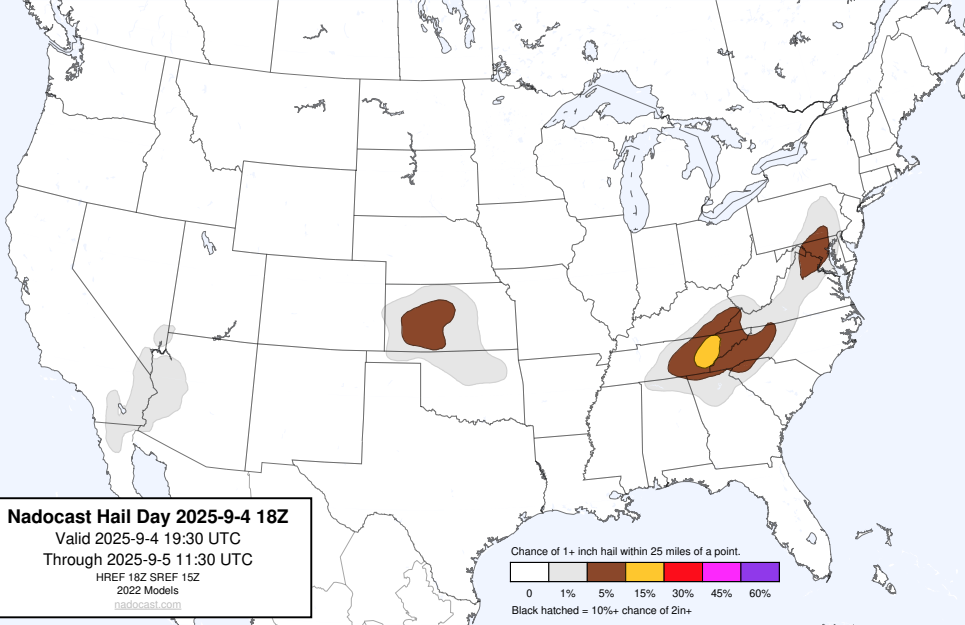 Nadocast Hail Day 2025-9-4 18Z
Valid 2025-9-4 19:30 UTC
Through 2025-9-5 11:30 UTC
HREF 18Z SREF 15Z
2022 Models
nadocast.com
Chance of 1+ inch hail within 25 miles of a point.
0 1% 5% 15% 30% 45% 60%
Black hatched = 10%+ chance of 2in+